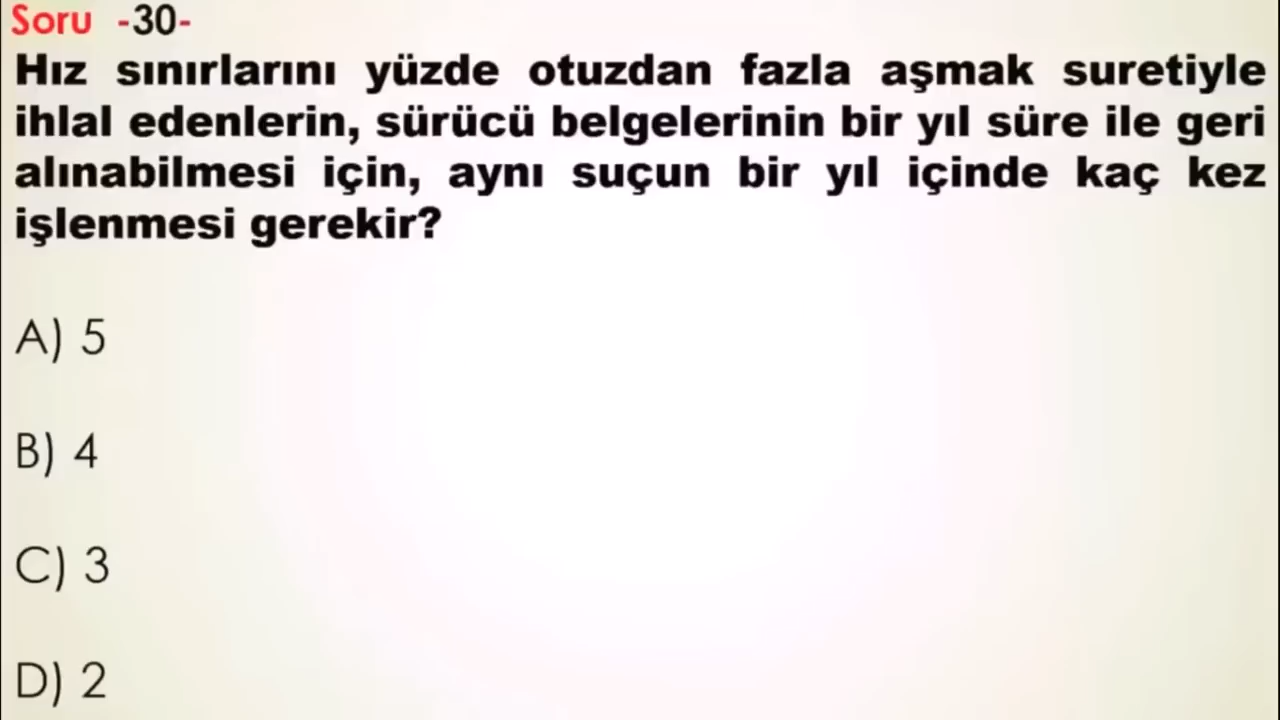 Soru -30-
Hız sınırlarını yüzde otuzdan fazla aşmak suretiyle
ihlal edenlerin, sürücü belgelerinin bir yıl süre ile geri
alınabilmesi için, aynı suçun bir yıl içinde kaç kez
işlenmesi gerekir?
A) 5
B) 4
C) 3
D) 2